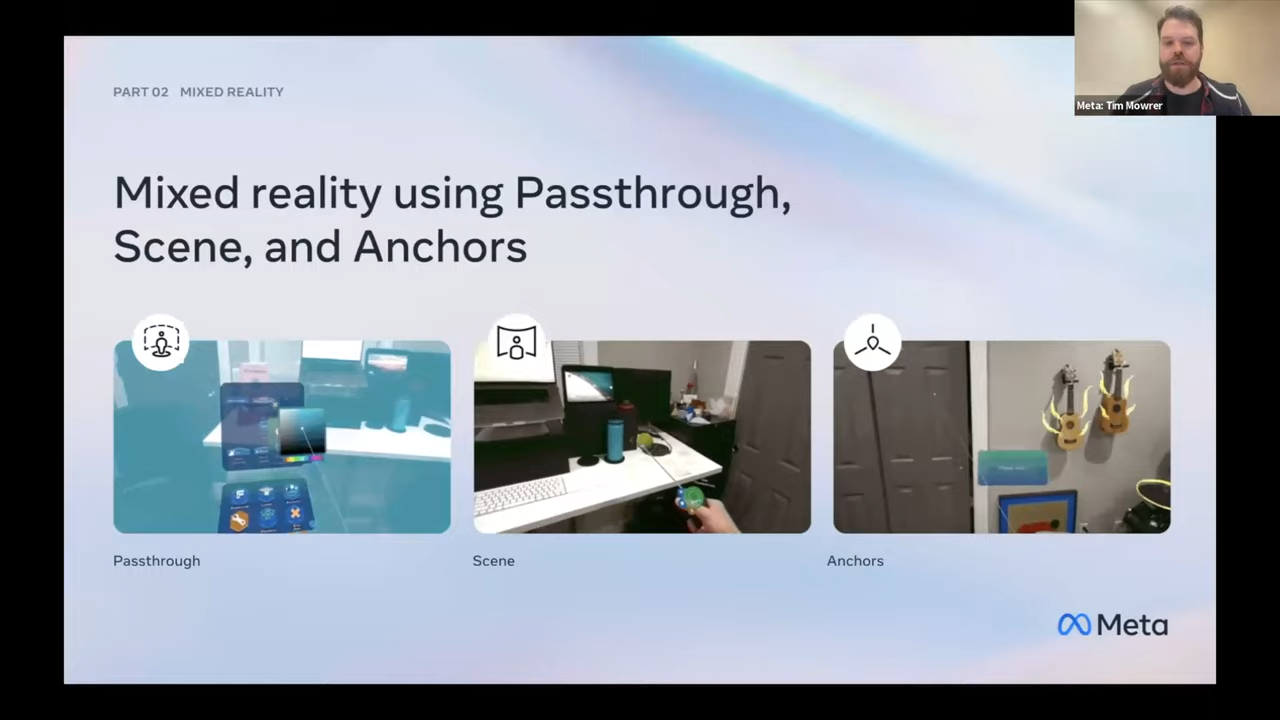 PART 02 MIXED REALITY
Meta: Tim Mowrer
Mixed reality using Passthrough,
Scene, and Anchors
Passthrough
Scene
Anchors
Meta